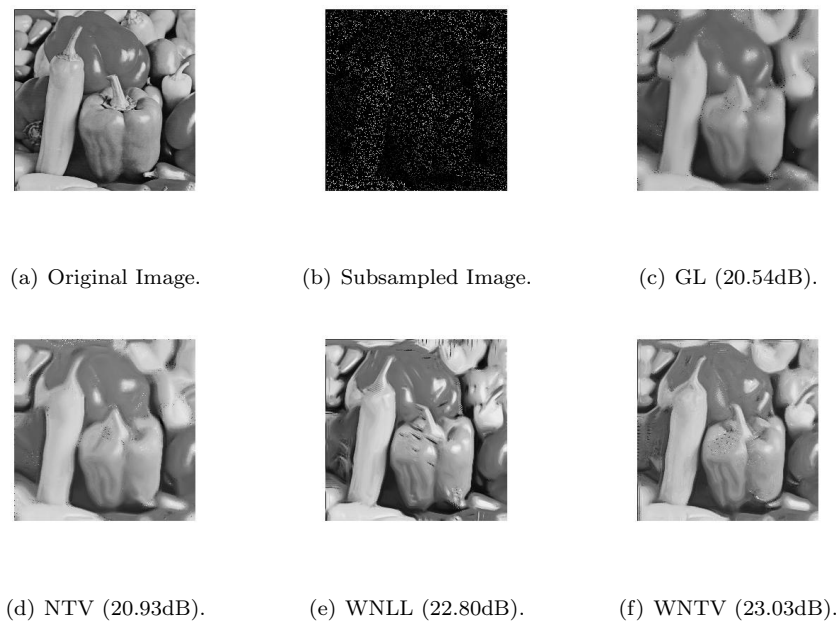 (a) Original Image.
(b) Subsampled Image.
(c) GL (20.54dB).
(d) NTV (20.93dB).
(e) WNLL (22.80dB).
(f) WNTV (23.03dB).